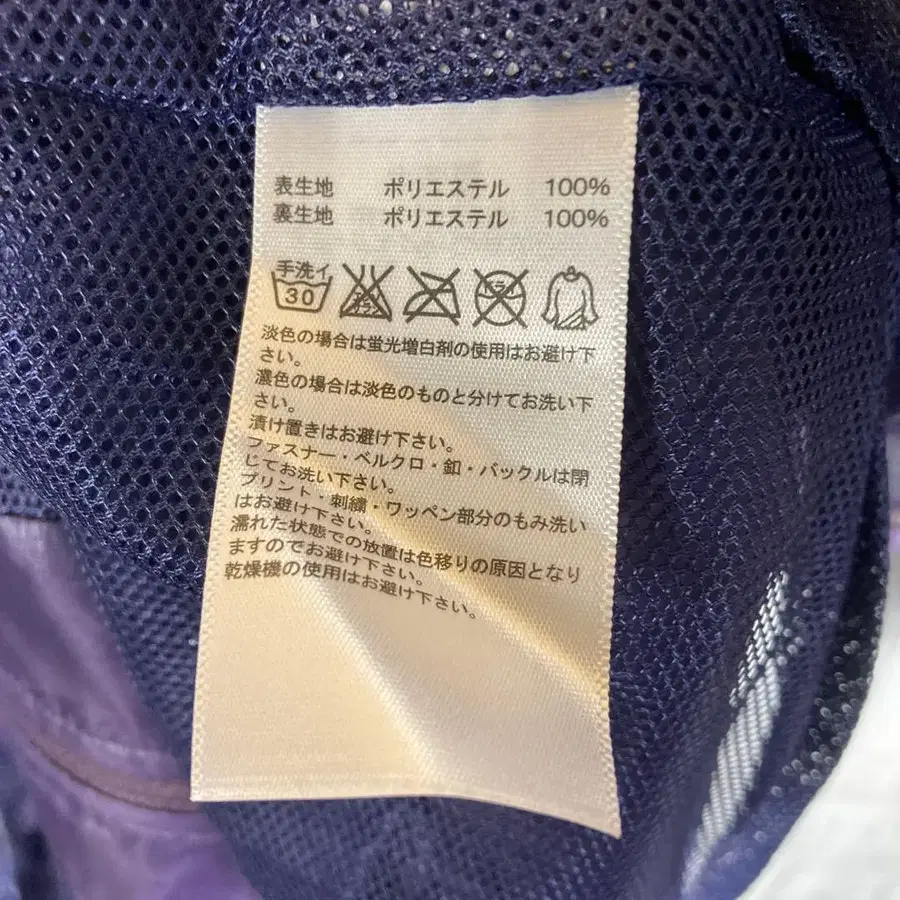 表生地 ポリエステル 100%
裏生地 ポリエステル 100%
手洗イ
30
淡色の場合は蛍光増白剤の使用はお避け下
さい。
濃色の場合は淡色のものと分けてお洗い下
さい。
漬け置きはお避け下さい。
ファスナー・ベルクロ・釦・バックルは閉
じてお洗い下さい。
プリント・刺繍・ワッペン部分のもみ洗い
はお避け下さい。
濡れた状態での放置は色移りの原因となり
ますのでお避け下さい。
乾燥機の使用はお避け下さい。